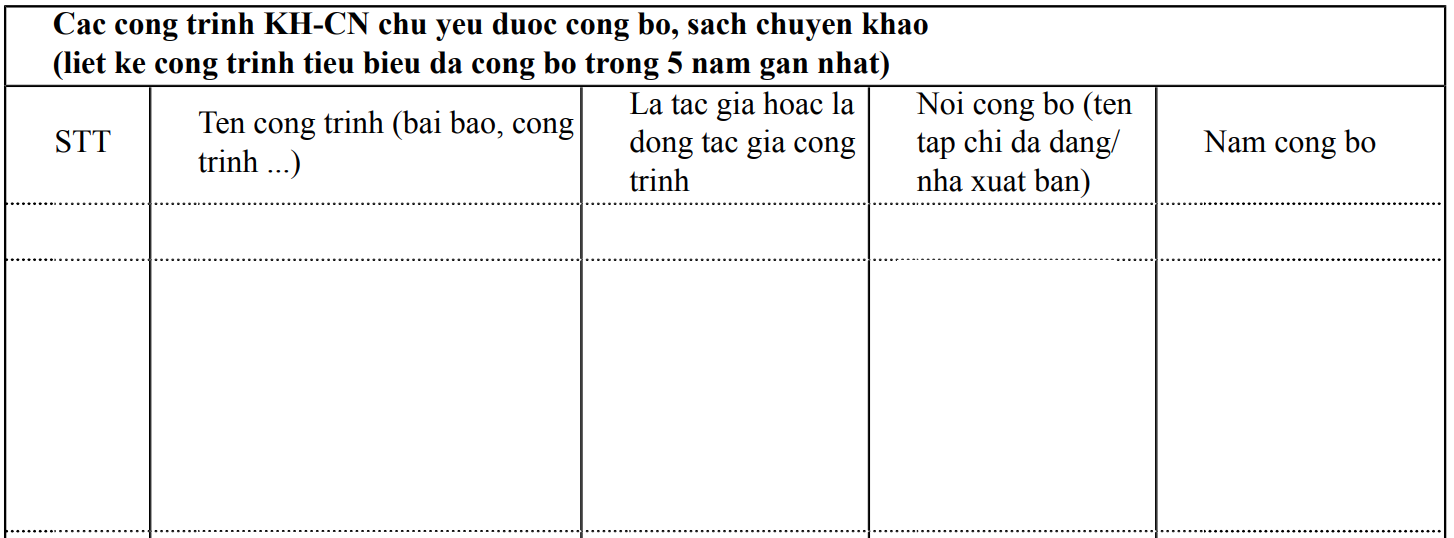 Cac cong trinh KH-CN chu yeu duoc cong bo, sach chuyen khao
(liet ke cong trinh tieu bieu da cong bo trong 5 nam gan nhat)
STT
Ten cong trinh (bai bao, cong
trinh ...)
La tac gia hoac la
dong tac gia cong
trinh
Noi cong bo (ten
tap chi da dang/
nha xuat ban)
Nam cong bo